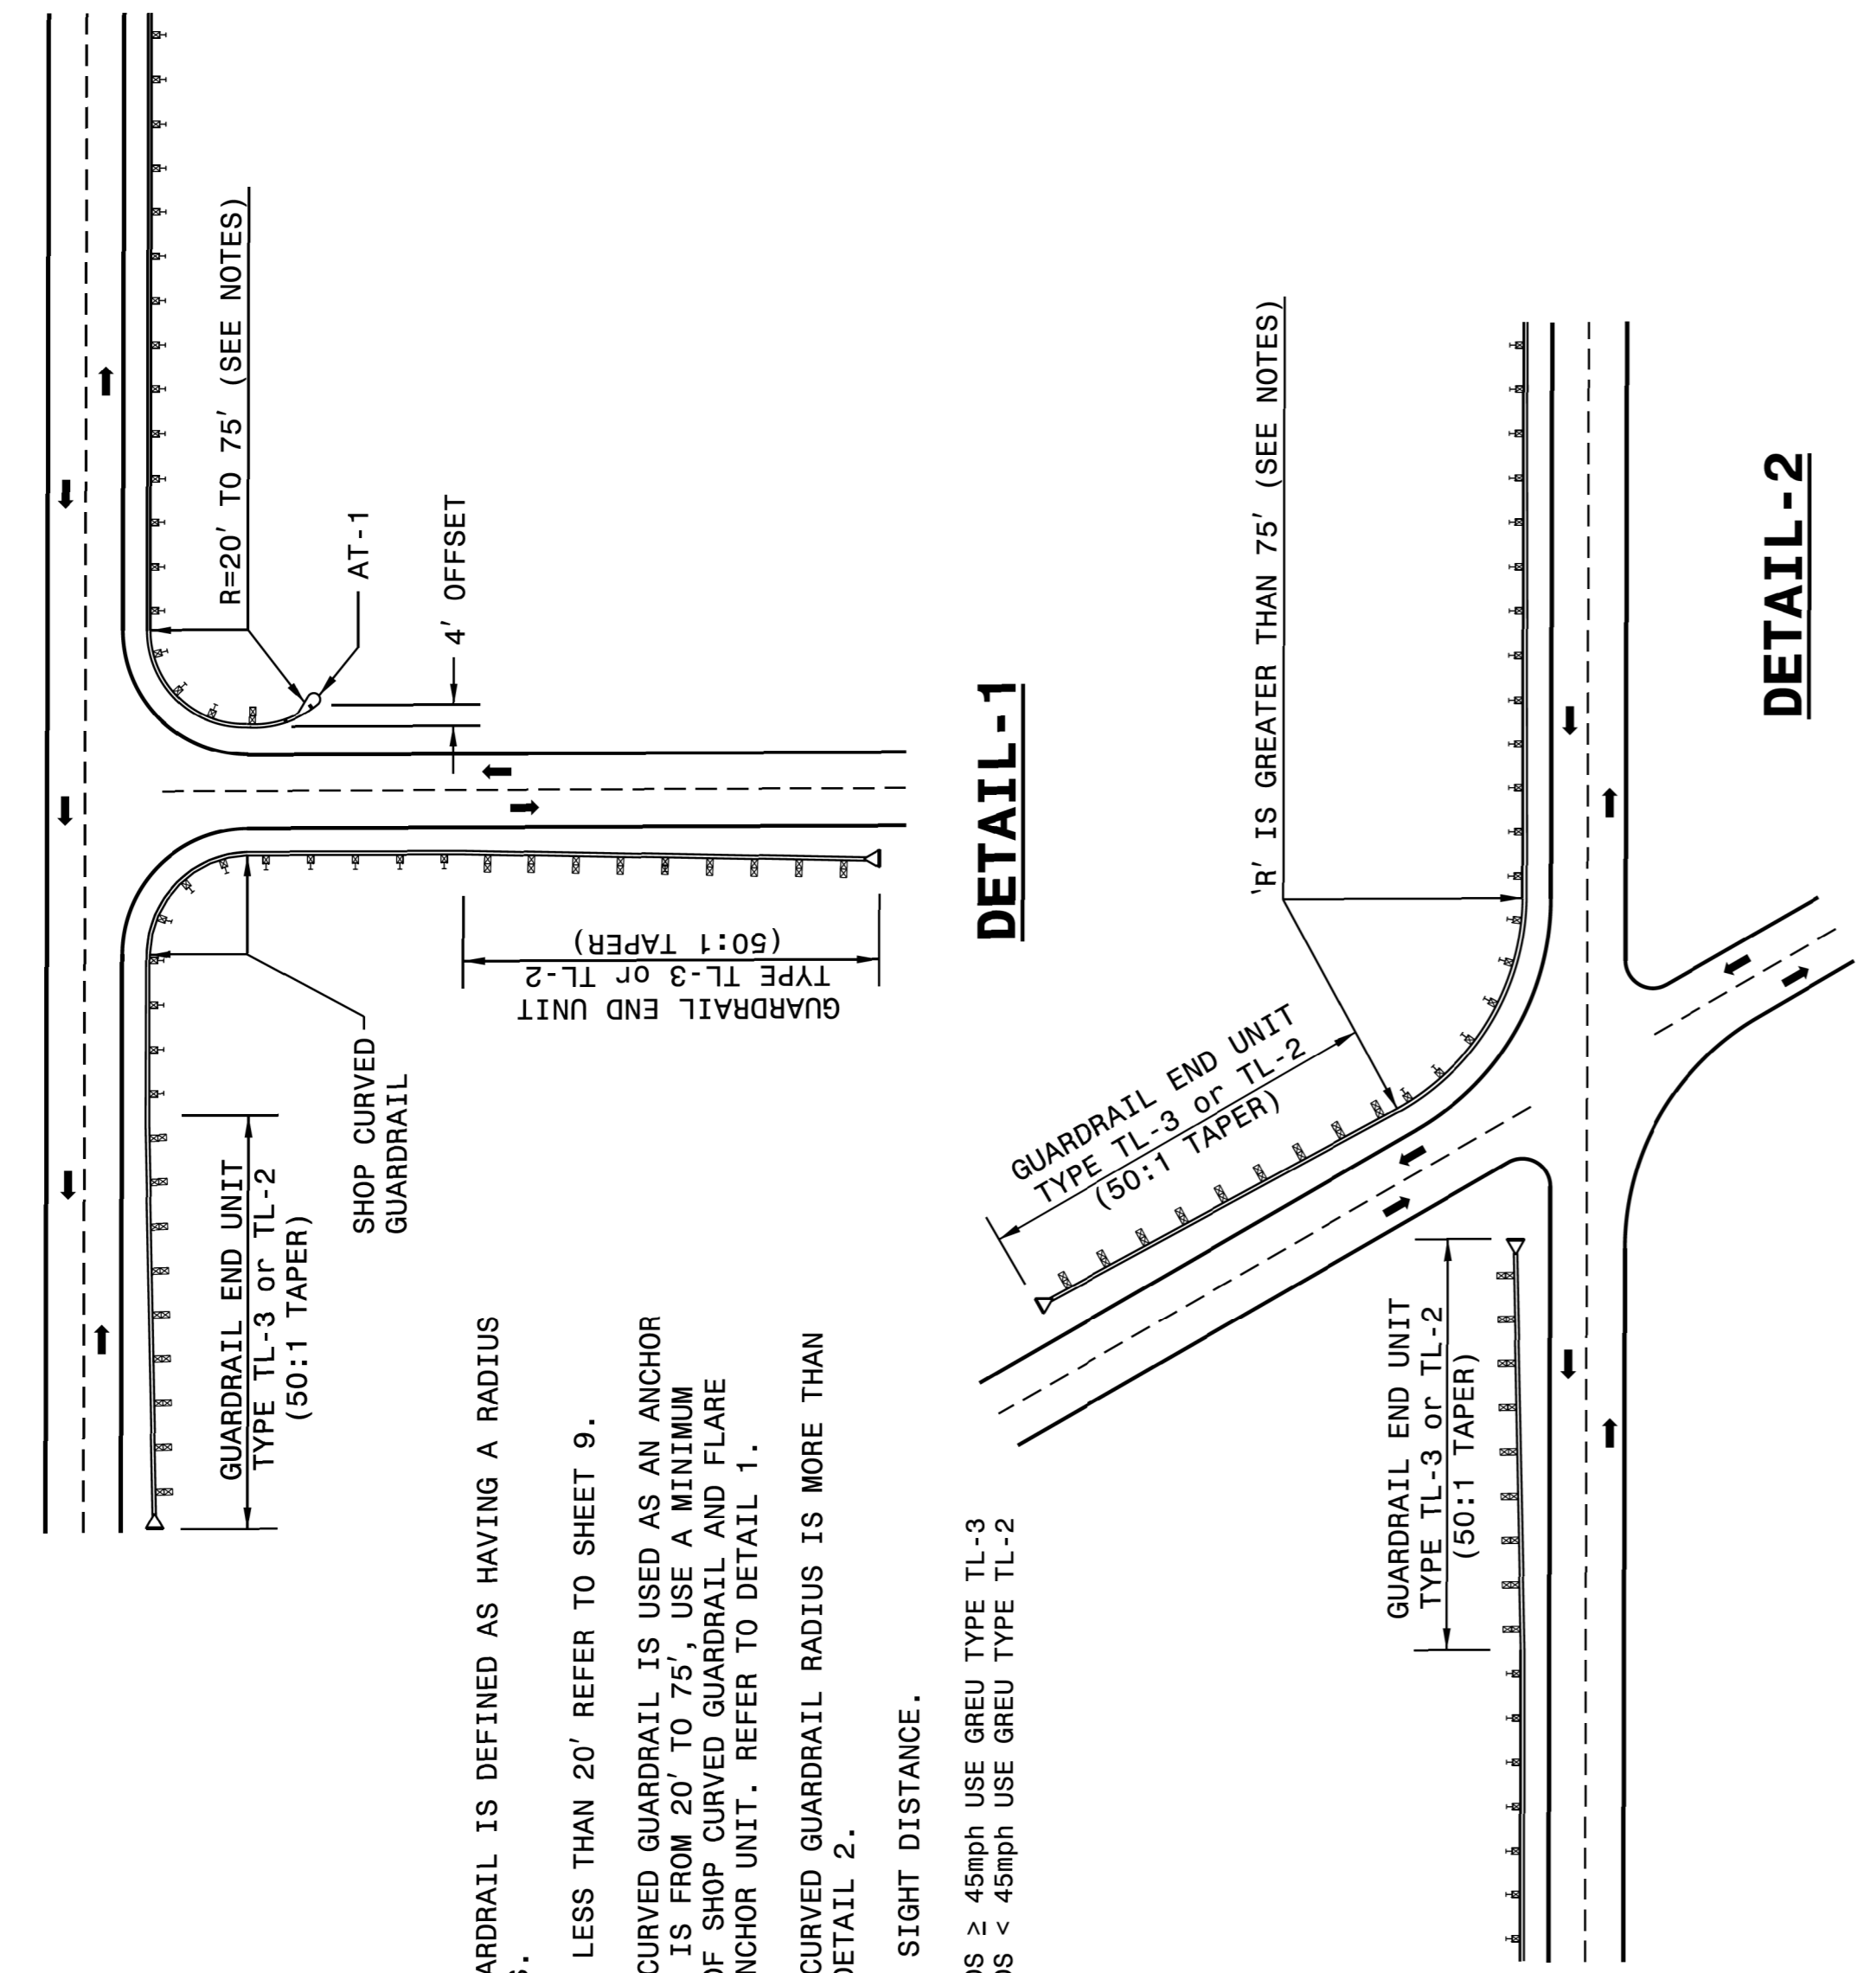 R=20' TO 75' (SEE NOTES)
AT-1
4' OFFSET
GUARDRAIL END UNIT
TYPE TL-3 or TL-2
(50:1 TAPER)
SHOP CURVED
GUARDRAIL
GUARDRAIL END UNIT
TYPE TL-3 or TL-2
(50:1 TAPER)
DETAIL-1
IS DEFINED AS HAVING A RADIUS
LESS THAN 20' REFER TO SHEET 9.
CURVED GUARDRAIL IS USED AS AN ANCHOR
IS FROM 20' TO 75', USE A MINIMUM
OF SHOP CURVED GUARDRAIL AND FLARE
UNIT. REFER TO DETAIL 1.
CURVED GUARDRAIL RADIUS IS MORE THAN
DETAIL 2.
SIGHT DISTANCE.
≥ 45mph USE GREU TYPE TL-3
< 45mph USE GREU TYPE TL-2
'R' IS GREATER THAN 75' (SEE NOTES)
GUARDRAIL END UNIT
TYPE TL-3 or TL-2
(50:1 TAPER)
GUARDRAIL END UNIT
TYPE TL-3 or TL-2
(50:1 TAPER)
DETAIL-2